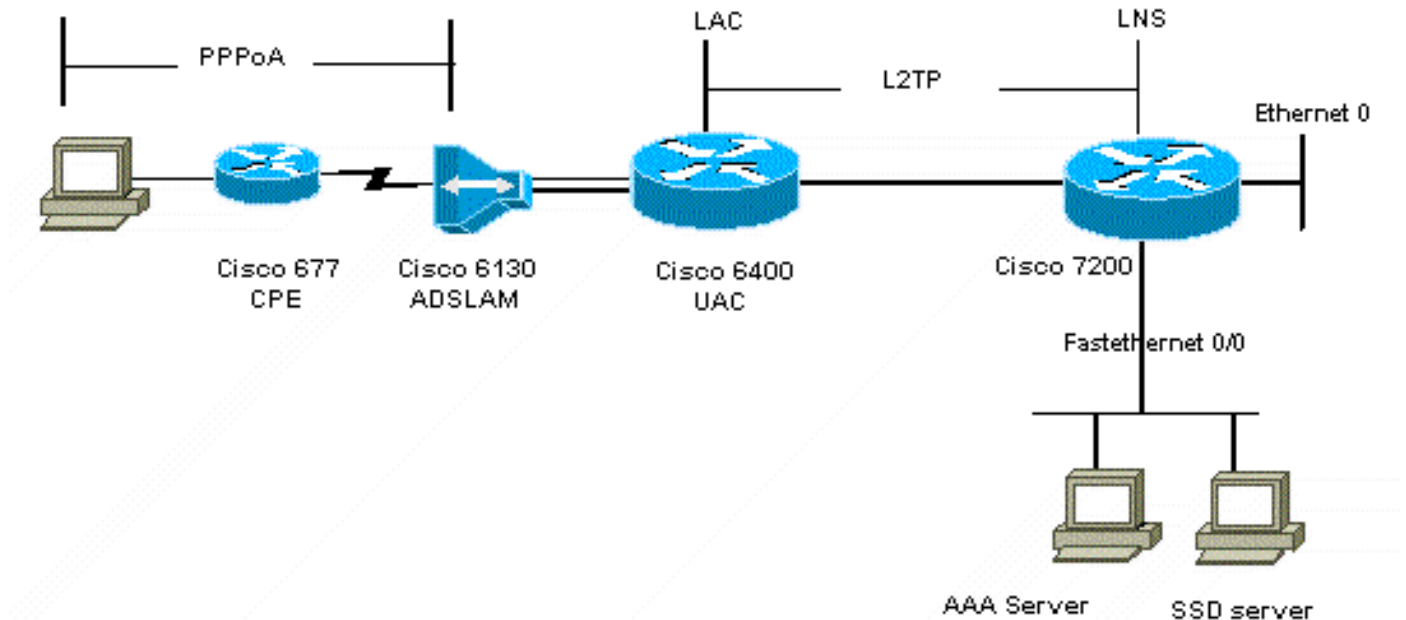 LAC
LNS
PPPoA
L2TP
Ethernet 0
Cisco 677
CPE
Cisco 6130
ADSLAM
Cisco 6400
UAC
Cisco 7200
Fastethernet 0/0
AAA Server
SSD server